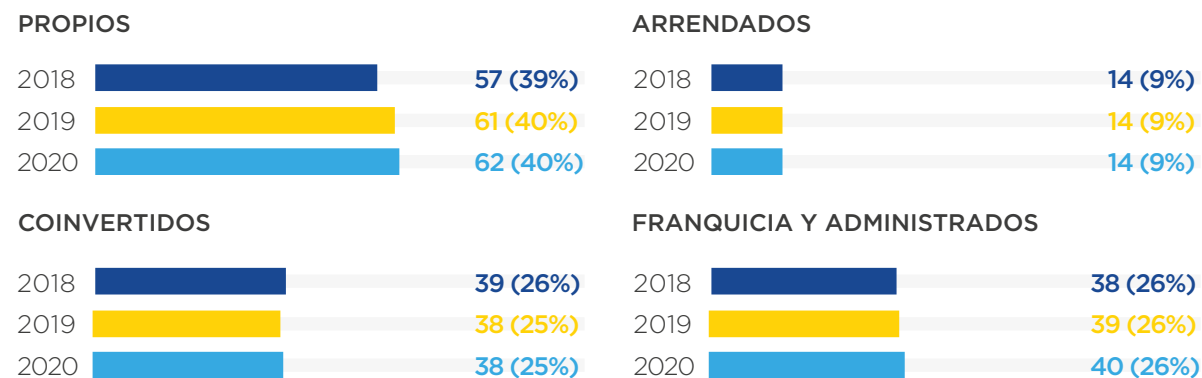 PROPIOS
2018 57 (39%)
2019 61 (40%)
2020 62 (40%)
ARRENDADOS
2018 14 (9%)
2019 14 (9%)
2020 14 (9%)
COINVERTIDOS
2018 39 (26%)
2019 38 (25%)
2020 38 (25%)
FRANQUICIA Y ADMINISTRADOS
2018 38 (26%)
2019 39 (26%)
2020 40 (26%)